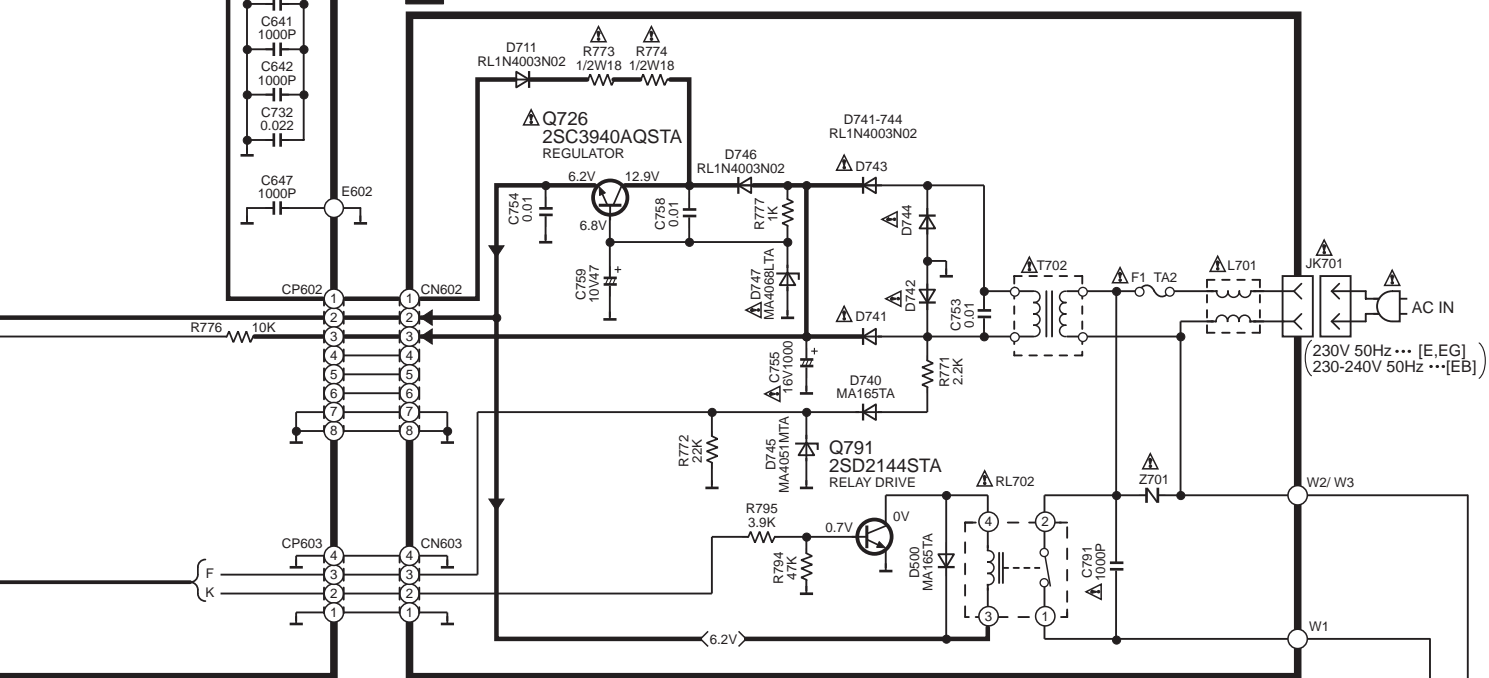 C641
1000P
C642
1000P
C732
0.022
C647
1000P
E602
D711
RL1N4003N02
R773
1/2W18
R774
1/2W18
Q726
2SC3940AQSTA
REGULATOR
D741-744
RL1N4003N02
D746
RL1N4003N02
D743
6.2V
12.9V
6.8V
C754
0.01
C758
0.01
R777
1K
D744
C759
10V47
+
D747
MA4068LTA
D742
C753
0.01
T702
F1 TA2
L701
JK701
AC IN
(230V 50Hz ··· [E,EG]
230-240V 50Hz ···[EB])
CP602
CN602
1
1
2
2
3
3
4
4
5
5
6
6
7
7
8
8
R776
10K
D741
C755
16V1000
+
R771
2.2K
D740
MA165TA
R772
22K
D745
MA4051MTA
Q791
2SD2144STA
RELAY DRIVE
RL702
Z701
W2/ W3
R795
3.9K
0.7V
0V
R794
47K
D500
MA165TA
4
2
3
1
C791
1000P
CP603
CN603
4
4
F
3
3
K
2
2
1
1
6.2V
W1